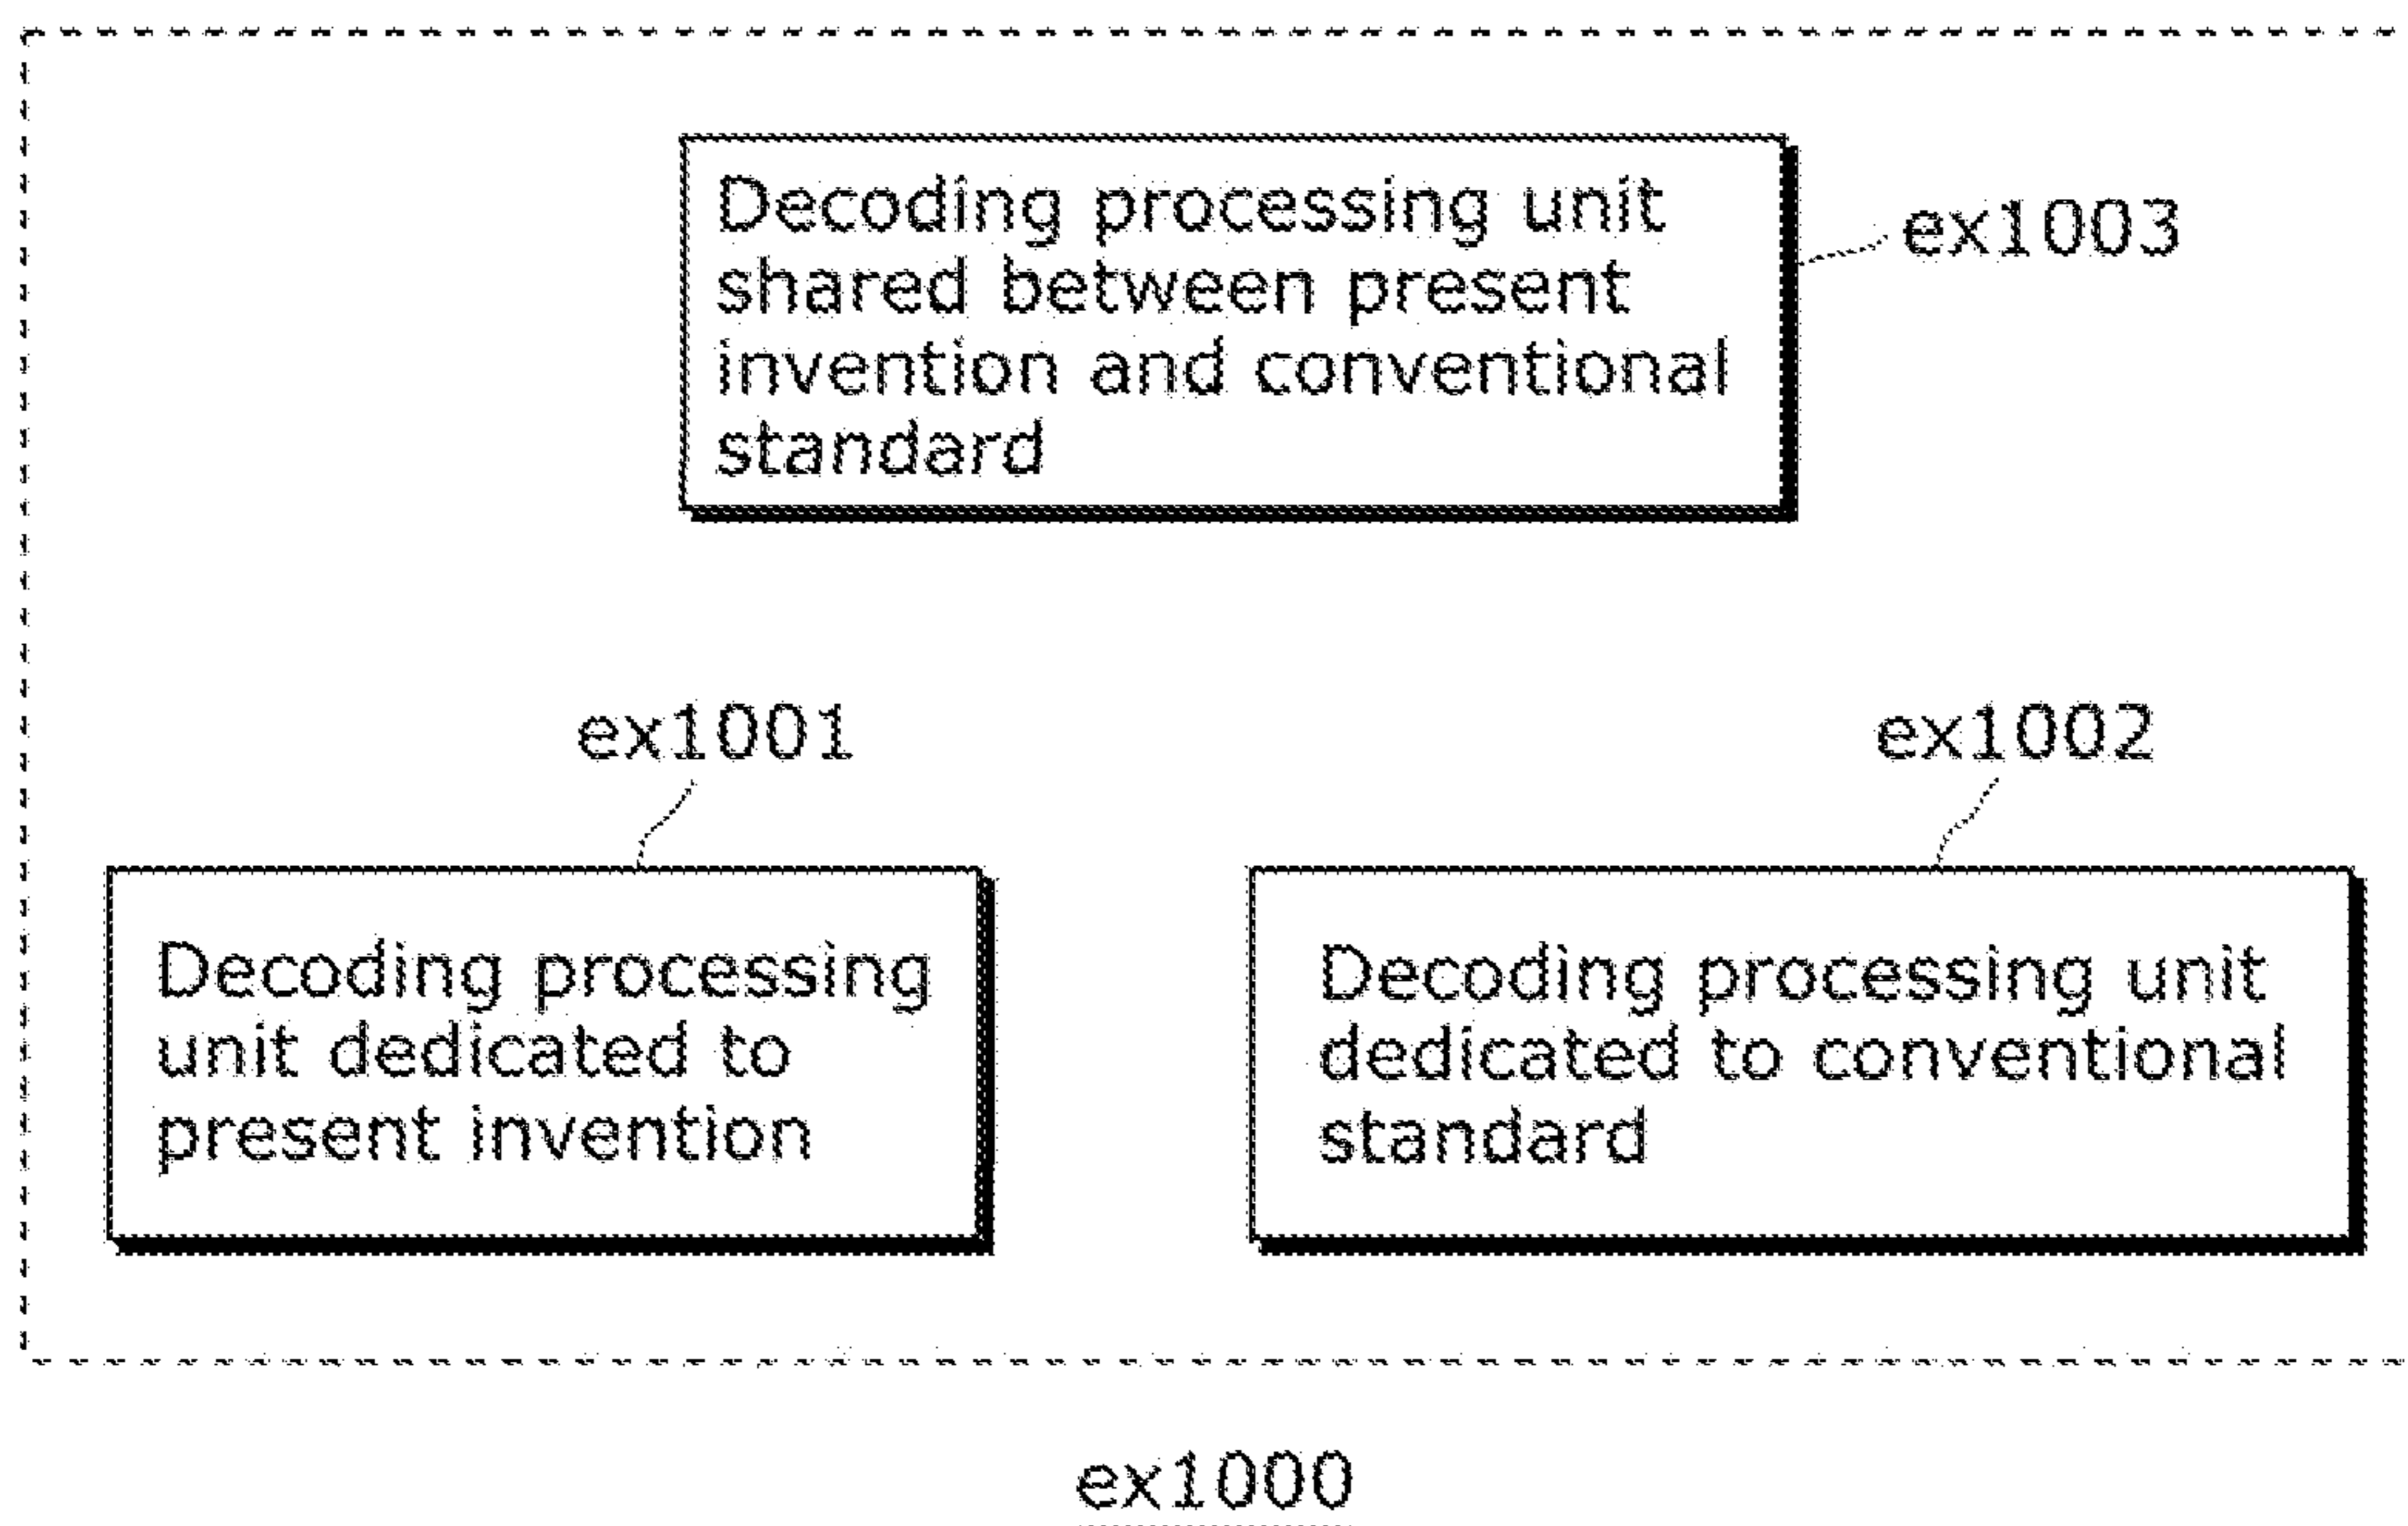 Decoding processing unit
shared between present
invention and conventional
standard
ex1003
ex1001
ex1002
Decoding processing
unit dedicated to
present invention
Decoding processing unit
dedicated to conventional
standard
ex1000